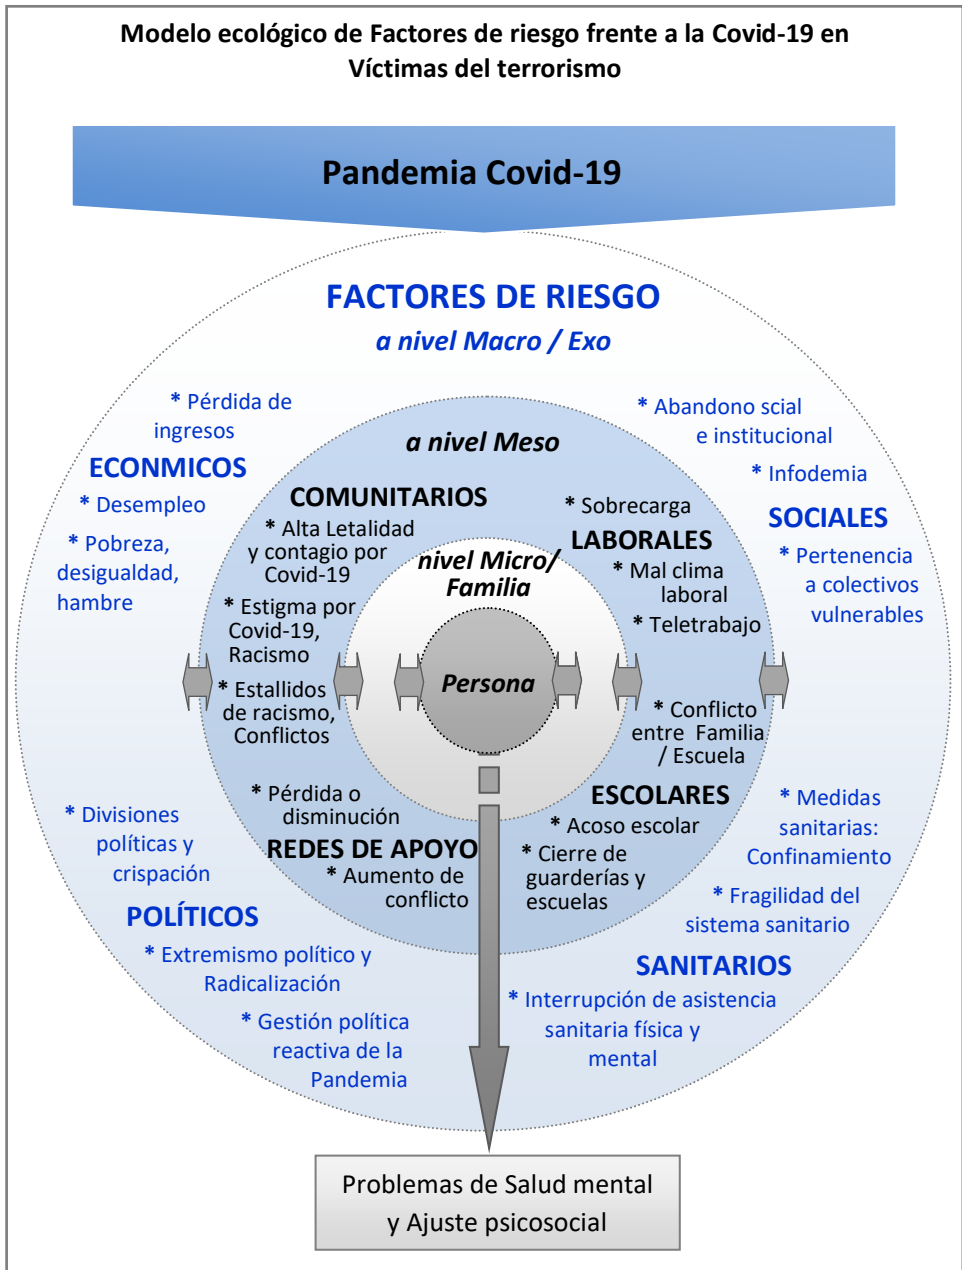 Modelo ecológico de Factores de riesgo frente a la Covid-19 en
Víctimas del terrorismo
Pandemia Covid-19
FACTORES DE RIESGO
a nivel Macro / Exo
* Pérdida de
ingresos
ECONMICOS
* Desempleo
* Pobreza,
desigualdad,
hambre
* Abandono scial
e institucional
* Infodemia
SOCIALES
* Pertenencia
a colectivos
vulnerables
a nivel Meso
COMUNITARIOS
* Alta Letalidad
y contagio por
Covid-19
* Estigma por
Covid-19,
Racismo
* Estallidos
de racismo,
Conflictos
* Sobrecarga
LABORALES
* Mal clima
laboral
* Teletrabajo
nivel Micro/
Familia
Persona
* Conflicto
entre Familia
/ Escuela
ESCOLARES
* Acoso escolar
* Cierre de
guarderías y
escuelas
* Pérdida o
disminución
REDES DE APOYO
* Aumento de
conflicto
* Divisiones
políticas y
crispación
POLÍTICOS
* Extremismo político y
Radicalización
* Gestión política
reactiva de la
Pandemia
* Medidas
sanitarias:
Confinamiento
* Fragilidad del
sistema sanitario
SANITARIOS
* Interrupción de asistencia
sanitaria física y
mental
Problemas de Salud mental
y Ajuste psicosocial